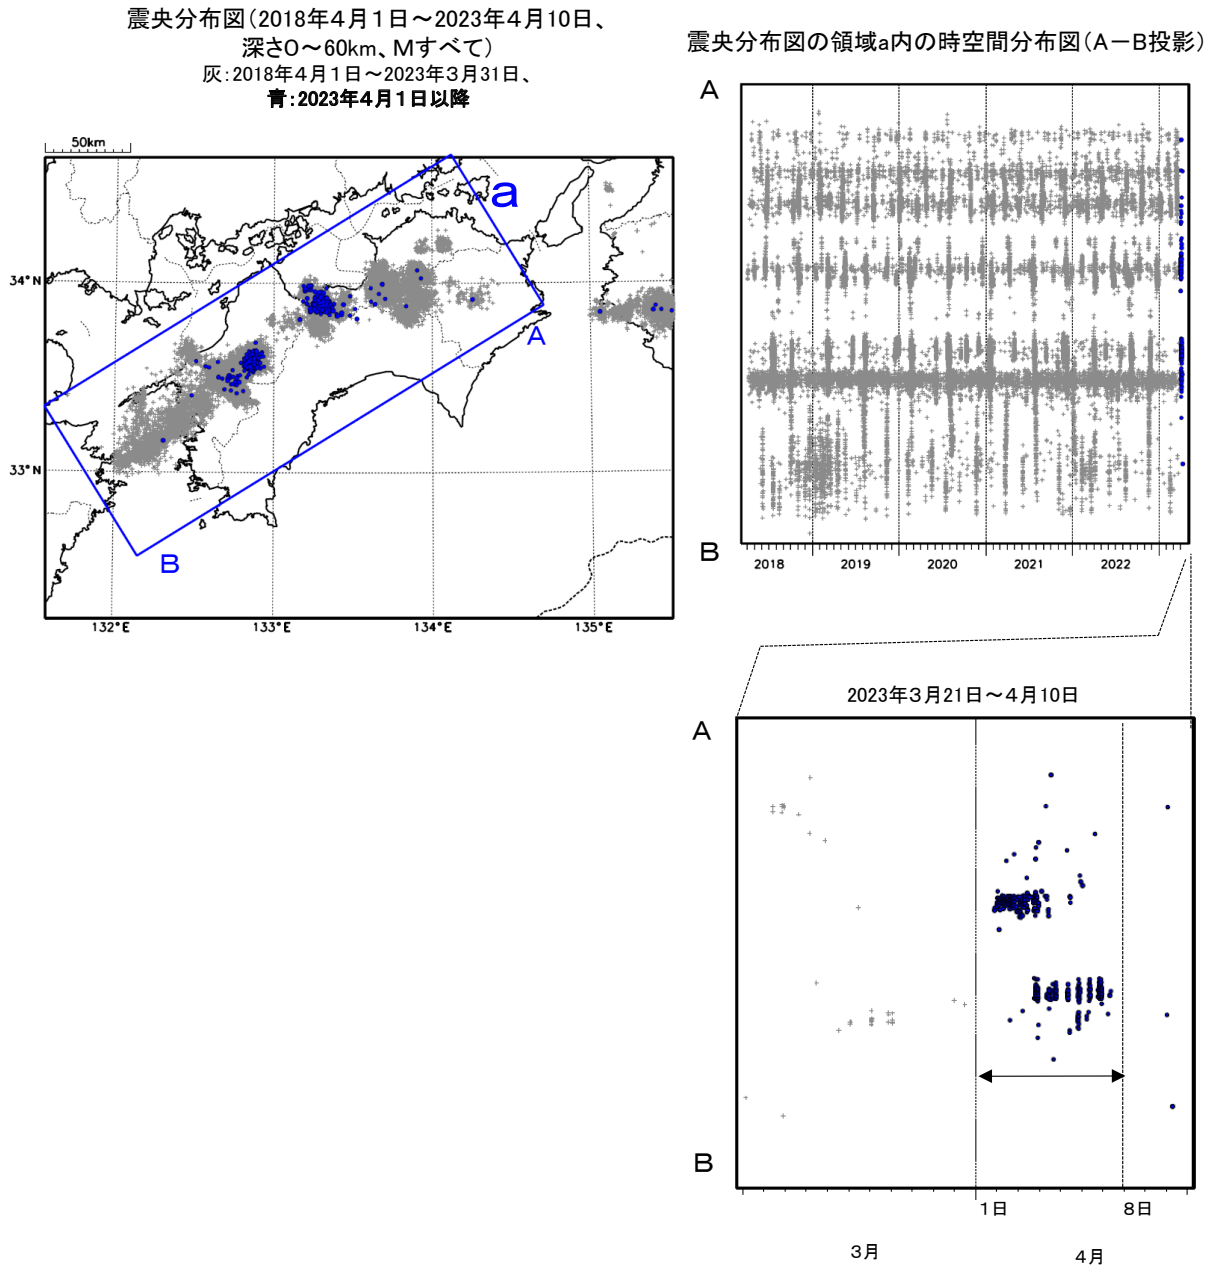 震央分布図(2018年4月1日~2023年4月10日、
深さ0~60km、Mすべて)
灰:2018年4月1日~2023年3月31日、
青:2023年4月1日以降
震央分布図の領域a内の時空間分布図(A-B投影)
50km
a
A
B
34°N
33°N
132°E
133°E
134°E
135°E
A
B
2018
2019
2020
2021
2022
2023年3月21日~4月10日
A
B
1日
8日
3月
4月